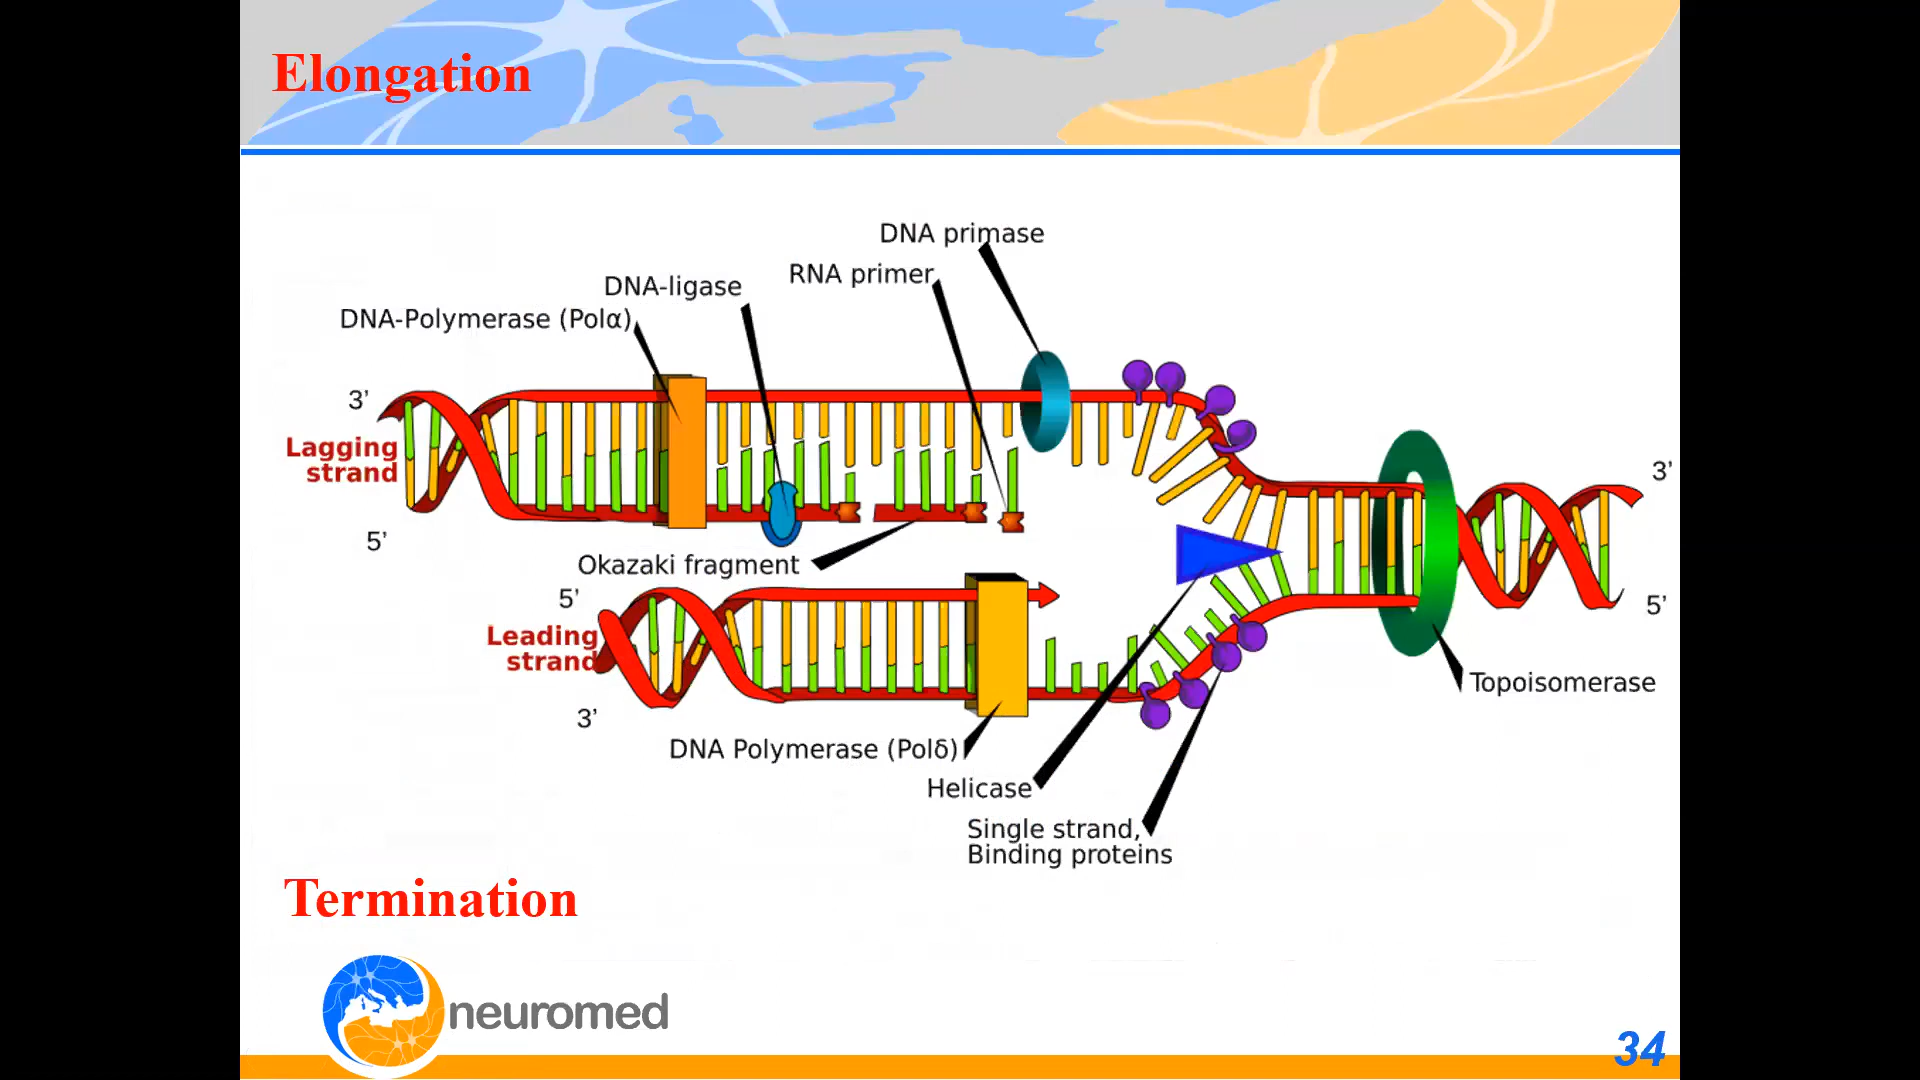 Elongation
DNA primase
RNA primer
DNA-ligase
DNA-Polymerase (Polα)
3’
Lagging
strand
5’
3’
5’
Okazaki fragment
5’
Leading
strand
3’
Topoisomerase
DNA Polymerase (Polδ)
Helicase
Single strand,
Binding proteins
Termination
neuromed
34